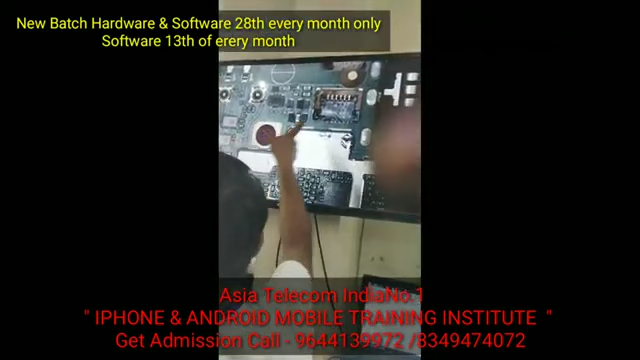 New Batch Hardware & Software 28th every month only
Software 13th of erery month
Asia Telecom IndiaNo.1
" IPHONE & ANDROID MOBILE TRAINING INSTITUTE "
Get Admission Call - 9644139972 /8349474072